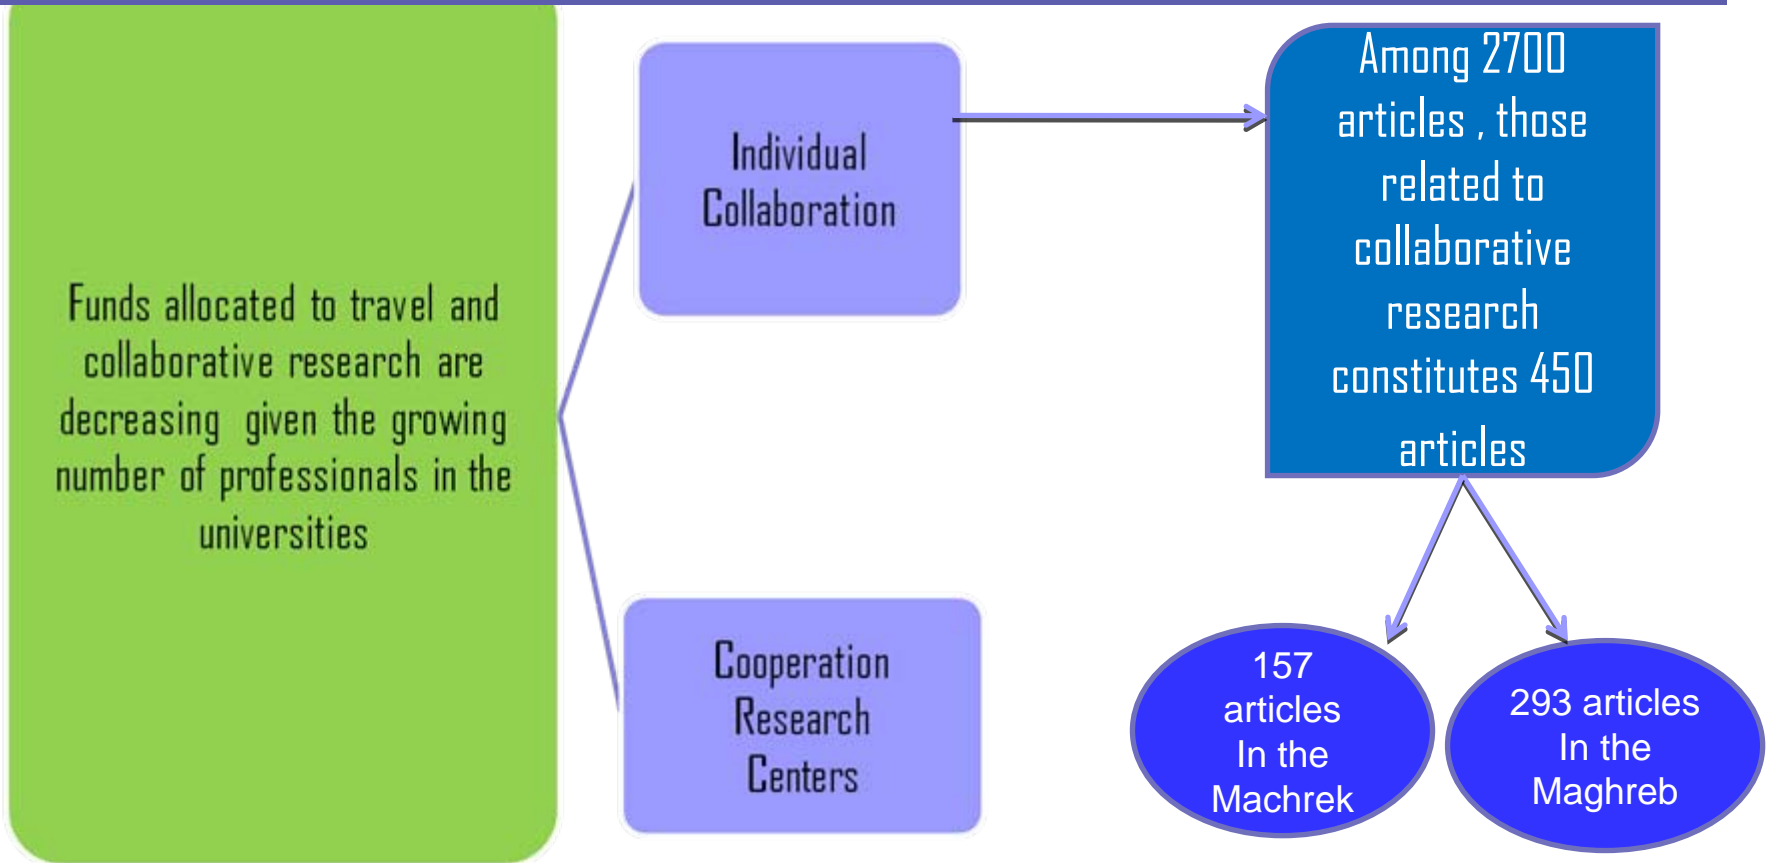 Funds allocated to travel and
collaborative research are
decreasing given the growing
number of professionals in the
universities
Individual
Collaboration
Cooperation
Research
Centers
Among 2700
articles , those
related to
collaborative
research
constitutes 450
articles
157
articles
In the
Machrek
293 articles
In the
Maghreb